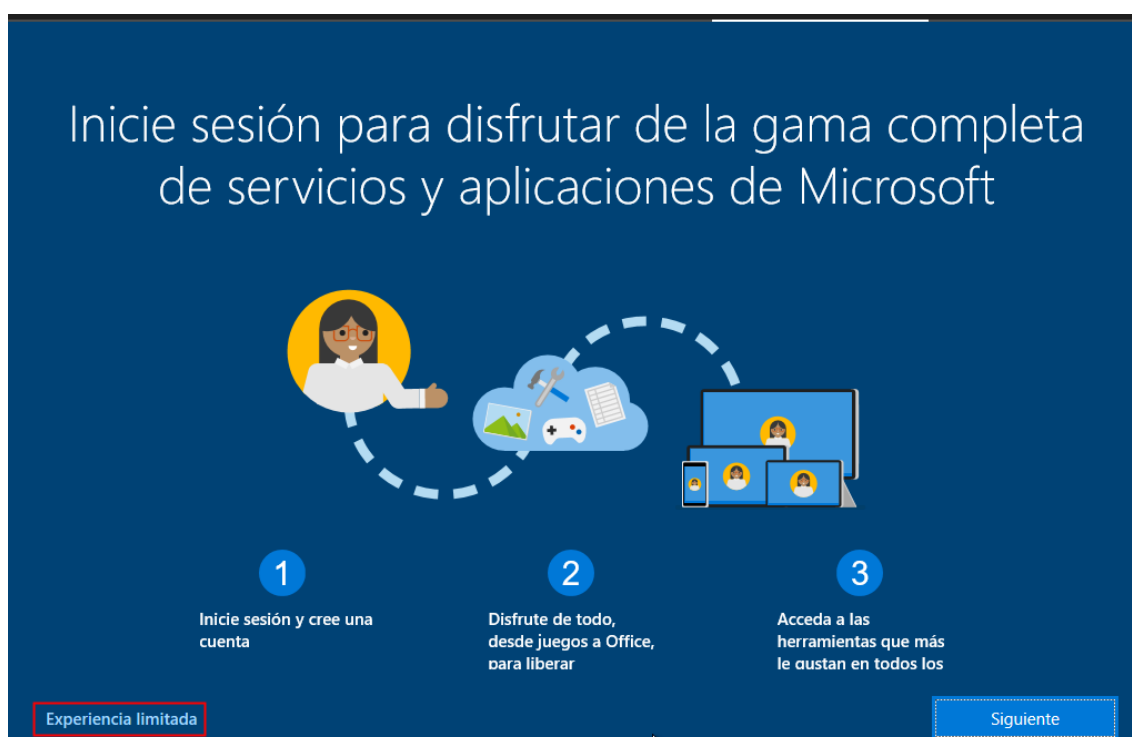 Inicie sesión para disfrutar de la gama completa
de servicios y aplicaciones de Microsoft
1
2
3
Inicie sesión y cree una
cuenta
Disfrute de todo,
desde juegos a Office,
para liberar
Acceda a las
herramientas que más
le gustan en todos los
Experiencia limitada
Siguiente